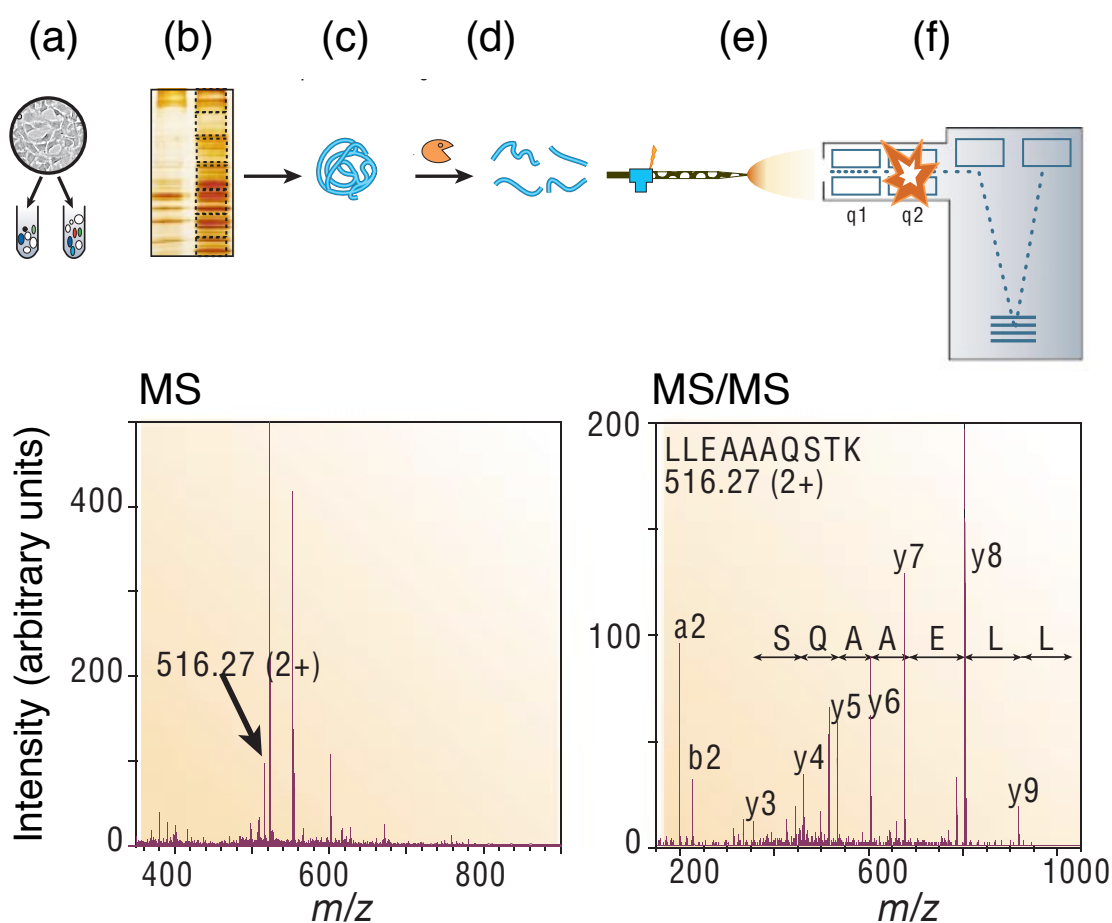 (a) (b) (c) (d) (e) (f)
q1 q2
MS
MS/MS
Intensity (arbitrary units)
400
200
0
516.27 (2+)
400 600 800
m/z
200
100
0
LLEAAAQSTK
516.27 (2+)
a2
b2
y3
y4
y5
y6
y7
y8
y9
S Q A A E L L
200 600 1000
m/z